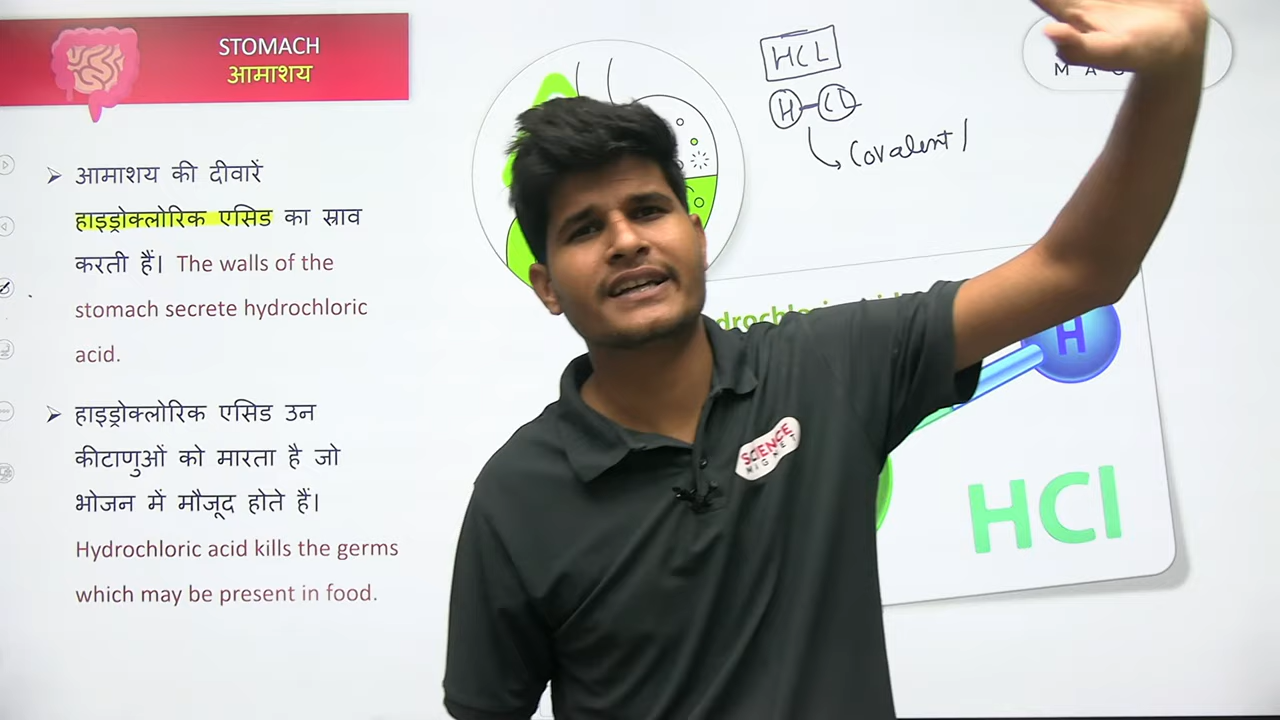 STOMACH
आमाशय
आमाशय की दीवारें
हाइड्रोक्लोरिक एसिड का स्राव
करती हैं। The walls of the
stomach secrete hydrochloric
acid.
हाइड्रोक्लोरिक एसिड उन
कीटाणुओं को मारता है जो
भोजन में मौजूद होते हैं।
Hydrochloric acid kills the germs
which may be present in food.
HCL
H-CL
Covalent
H
HCl
SCIENCE
MAGNET